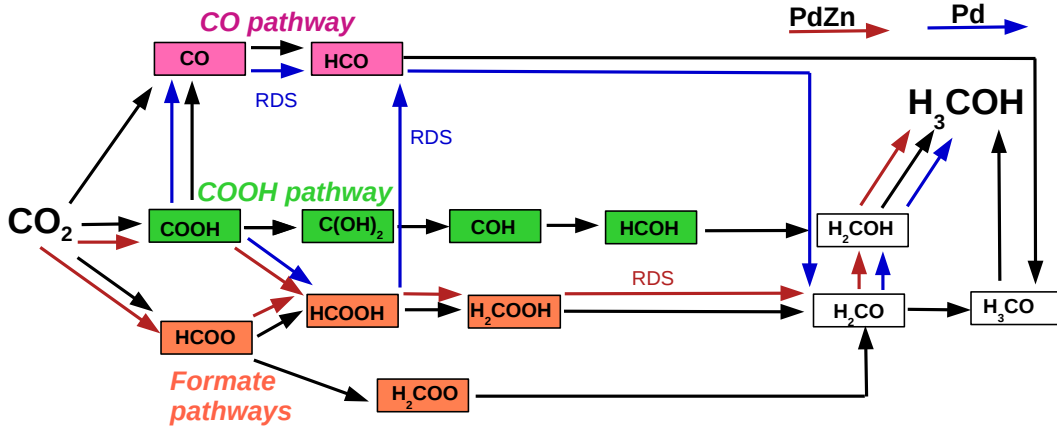 CO pathway
PdZn
Pd
CO
HCO
RDS
H₃COH
RDS
COOH pathway
CO₂
COOH
C(OH)₂
COH
HCOH
H₂COH
RDS
HCOOH
H₂COOH
H₂CO
H₃CO
HCOO
Formate
pathways
H₂COO